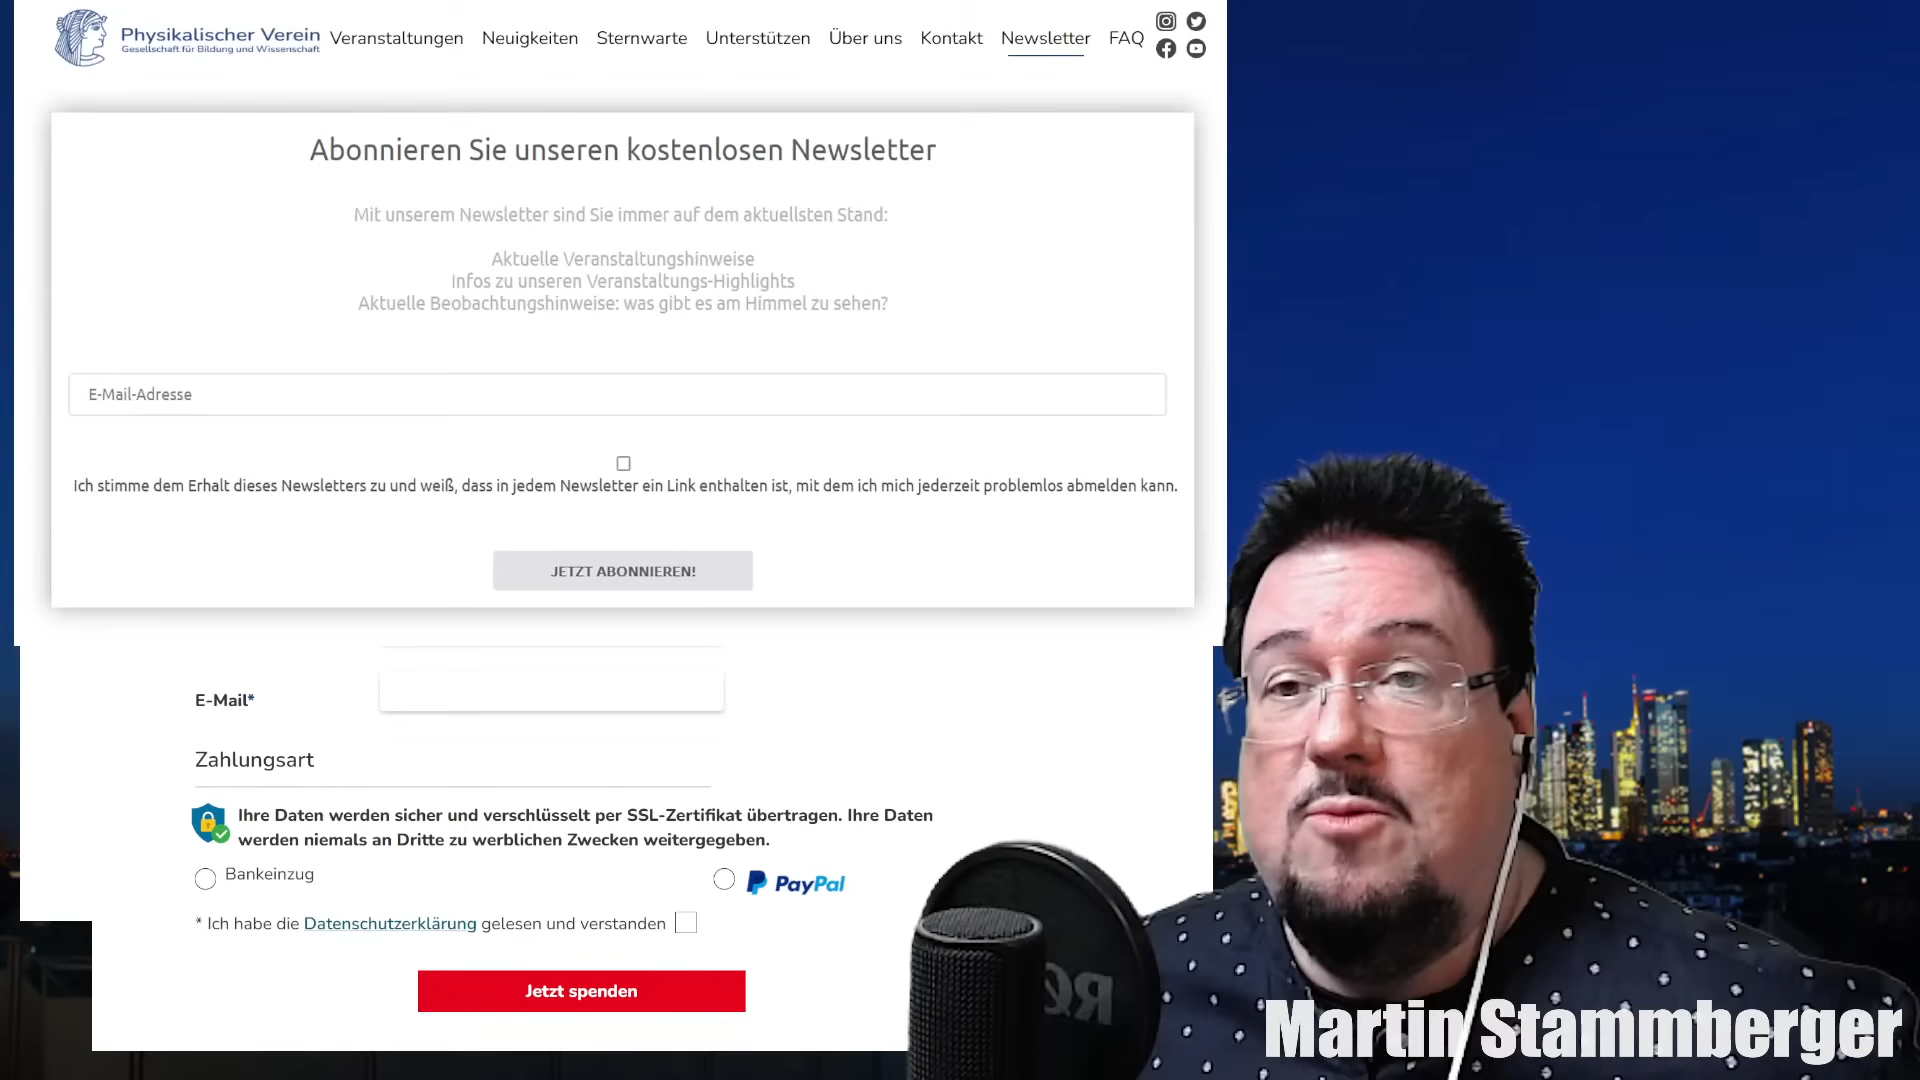 Physikalischer Verein
Gesellschaft für Bildung und Wissenschaft
Veranstaltungen Neuigkeiten Sternwarte Unterstützen Über uns Kontakt Newsletter FAQ
Abonnieren Sie unseren kostenlosen Newsletter
Mit unserem Newsletter sind Sie immer auf dem aktuellsten Stand:
Aktuelle Veranstaltungshinweise
Infos zu unseren Veranstaltungs-Highlights
Aktuelle Beobachtungshinweise: was gibt es am Himmel zu sehen?
E-Mail-Adresse
Ich stimme dem Erhalt dieses Newsletters zu und weiß, dass in jedem Newsletter ein Link enthalten ist, mit dem ich mich jederzeit problemlos abmelden kann.
JETZT ABONNIEREN!
E-Mail*
Zahlungsart
Ihre Daten werden sicher und verschlüsselt per SSL-Zertifikat übertragen. Ihre Daten
werden niemals an Dritte zu werblichen Zwecken weitergegeben.
Bankeinzug
PayPal
* Ich habe die Datenschutzerklärung gelesen und verstanden
Jetzt spenden
Martin Stammberger